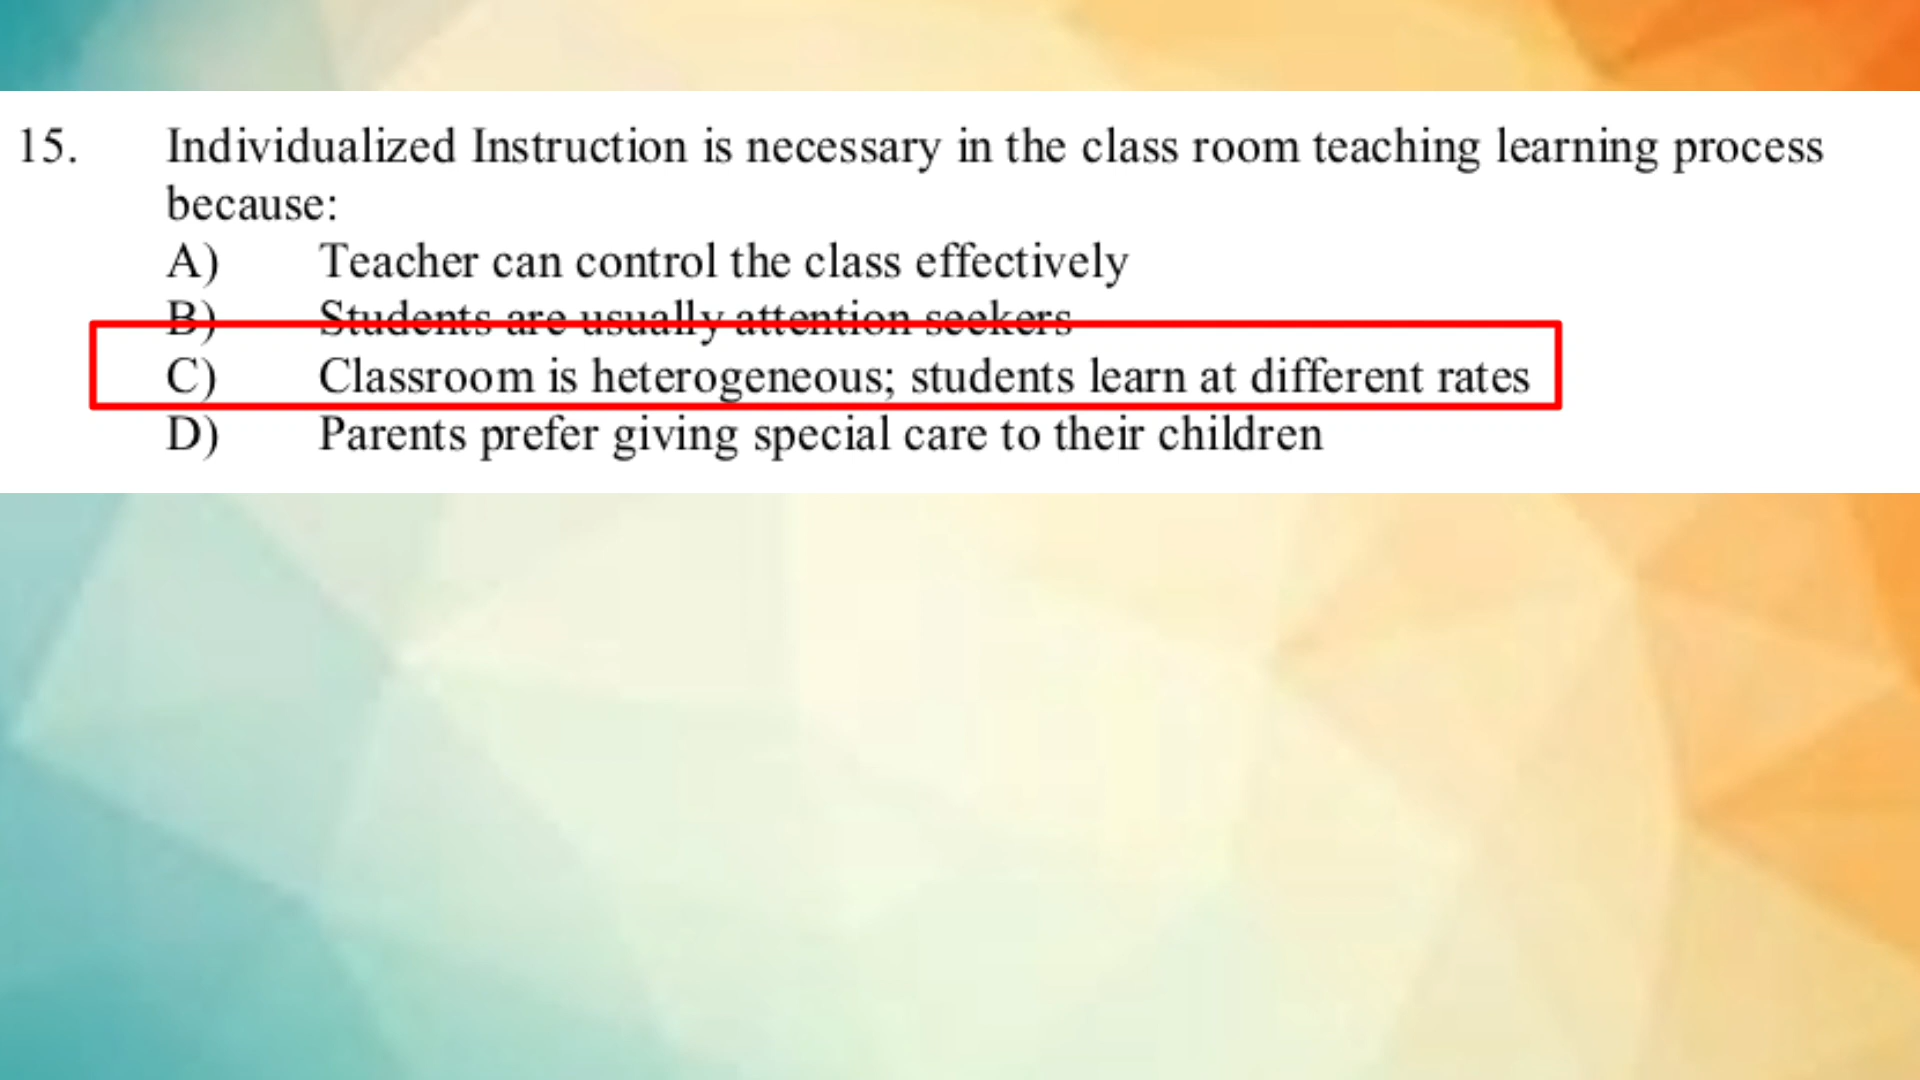 15. Individualized Instruction is necessary in the class room teaching learning process
because:
A) Teacher can control the class effectively
B) Students are usually attention seekers
C) Classroom is heterogeneous; students learn at different rates
D) Parents prefer giving special care to their children